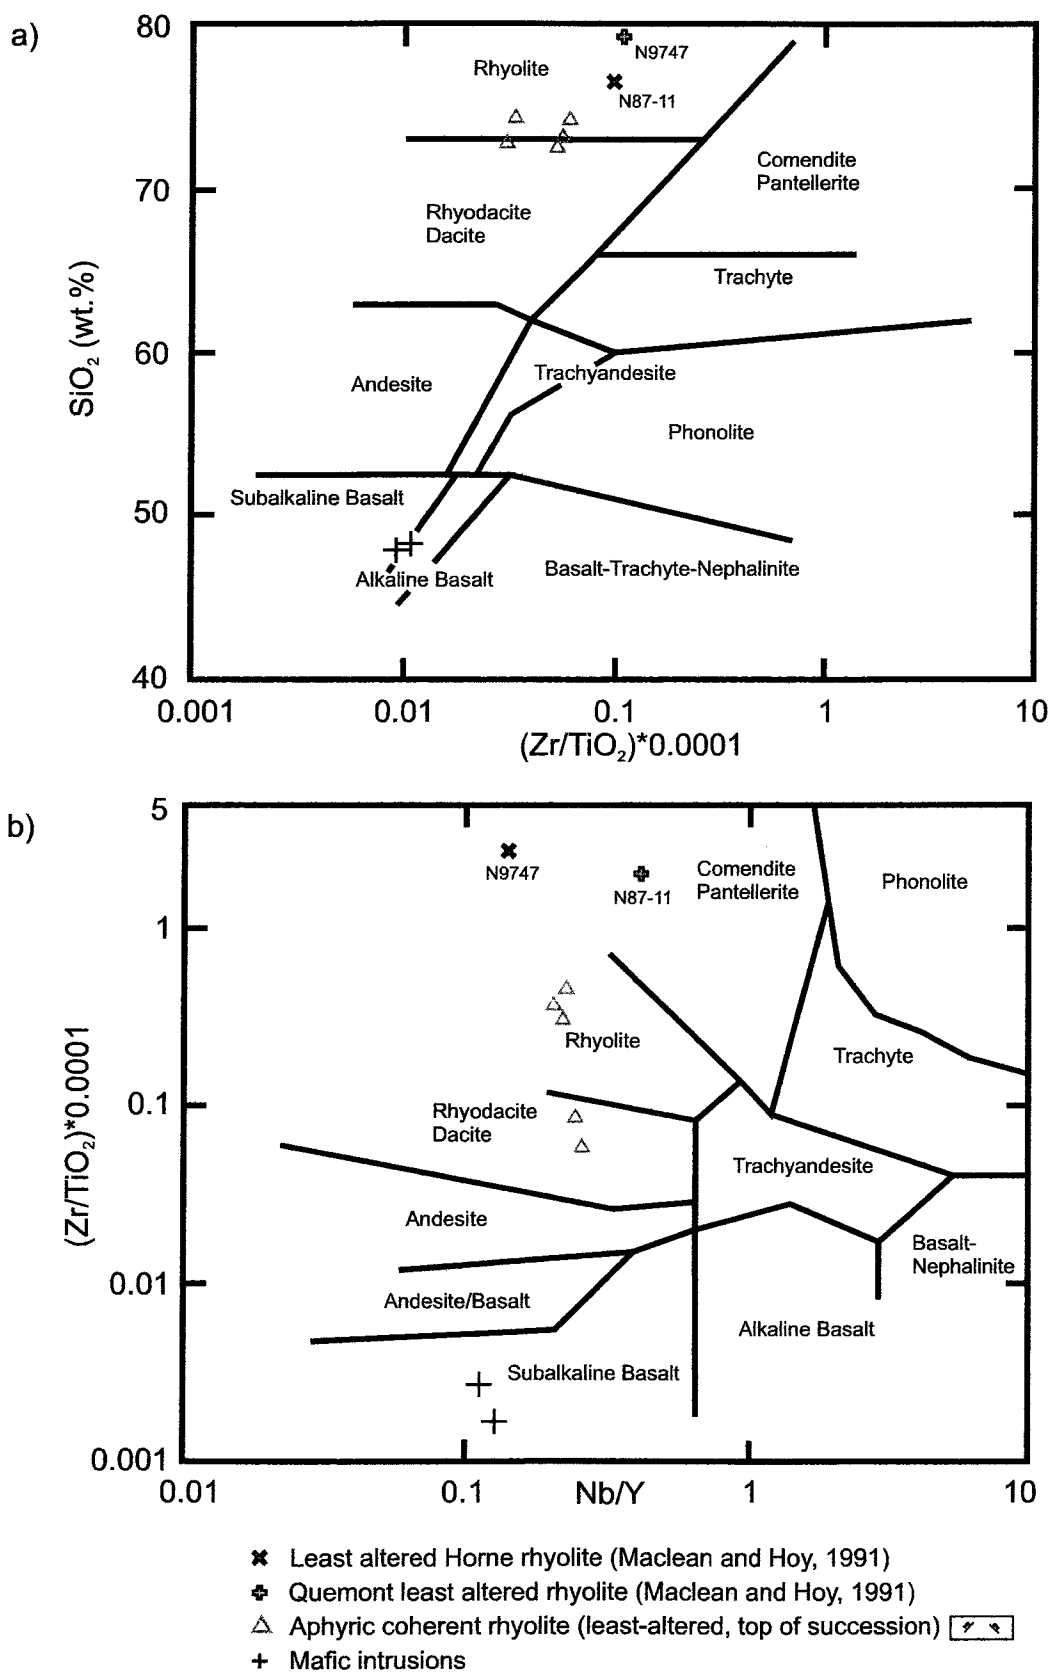 a)
80
70
60
50
40
SiO2 (wt.%)
Rhyolite
N9747
N87-11
Comendite
Pantellerite
Rhyodacite
Dacite
Trachyte
Andesite
Trachyandesite
Phonolite
Subalkaline Basalt
Alkaline Basalt
Basalt-Trachyte-Nephalinite
0.001
0.01
0.1
1
10
(Zr/TiO2)*0.0001
b)
5
1
0.1
0.01
0.001
(Zr/TiO2)*0.0001
N9747
N87-11
Comendite
Pantellerite
Phonolite
Rhyolite
Trachyte
Rhyodacite
Dacite
Trachyandesite
Andesite
Basalt-
Nephalinite
Andesite/Basalt
Alkaline Basalt
Subalkaline Basalt
0.01
0.1
Nb/Y
1
10
Least altered Horne rhyolite (Maclean and Hoy, 1991)
Quemont least altered rhyolite (Maclean and Hoy, 1991)
Aphyric coherent rhyolite (least-altered, top of succession)
Mafic intrusions